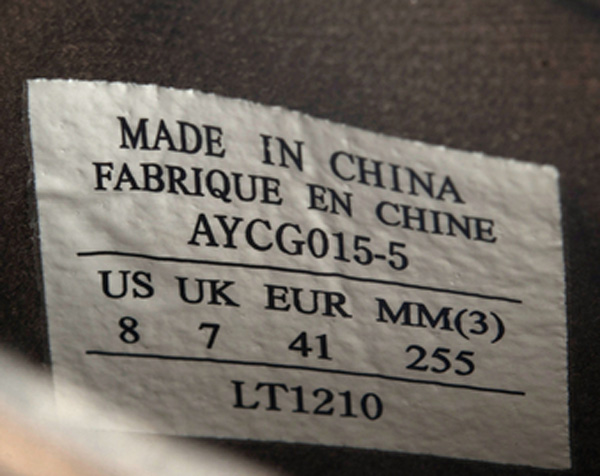 MADE IN CHINA
FABRIQUE EN CHINE
AYCG015-5
US UK EUR MM(3)
8 7 41 255
LT1210